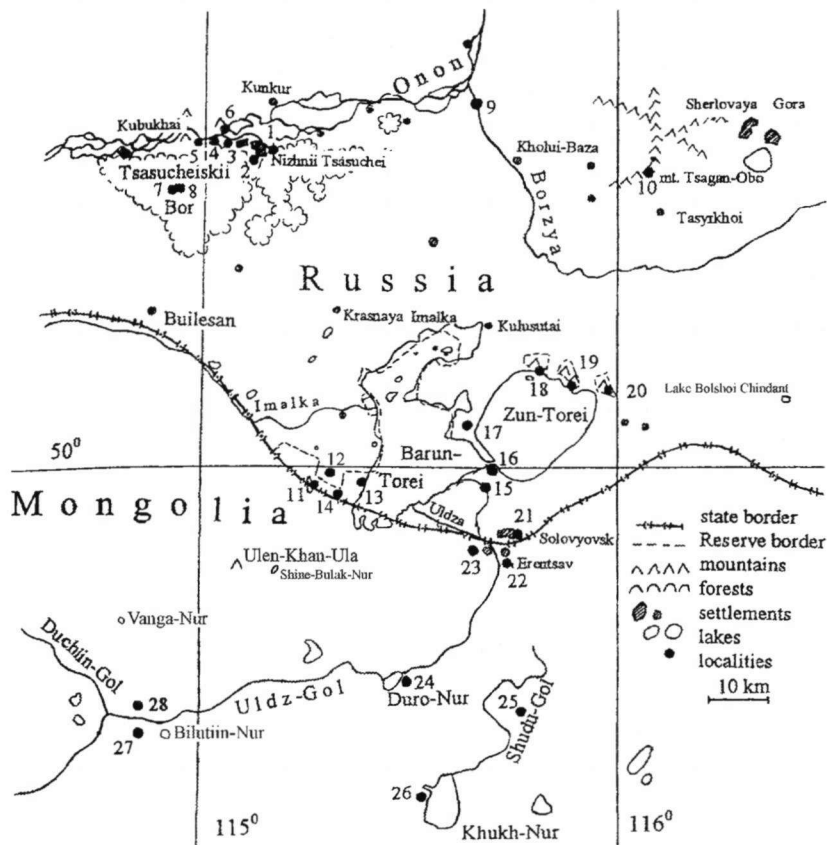 Onon
Kunkur
6
Kubukhai
1
9
Sherlovaya Gora
5 4 3
Nizhnii Tsasuchei
2
Kholui-Baza
Tsasucheiskii
7 8
Bor
10
mt. Tsagan-Obo
Borzya
Tasyrkhoi
Russia
Builesan
Krasnaya Imalka
Kulusutai
18
19
20
Lake Bolshoi Chindant
Imalka
Zun-Torei
17
Barun-
Torei
50⁰
12
16
11
14
13
15
Mongolia
Uldza
21
Solovyovsk
Ulen-Khan-Ula
Shine-Bulak-Nur
23
22
Erentsav
state border
Reserve border
mountains
forests
settlements
lakes
localities
10 km
Vanga-Nur
Duchiin-Gol
Uldz-Gol
24
Duro-Nur
28
27
Bilutiin-Nur
25
Shudu-Gol
26
Khukh-Nur
115⁰
116⁰